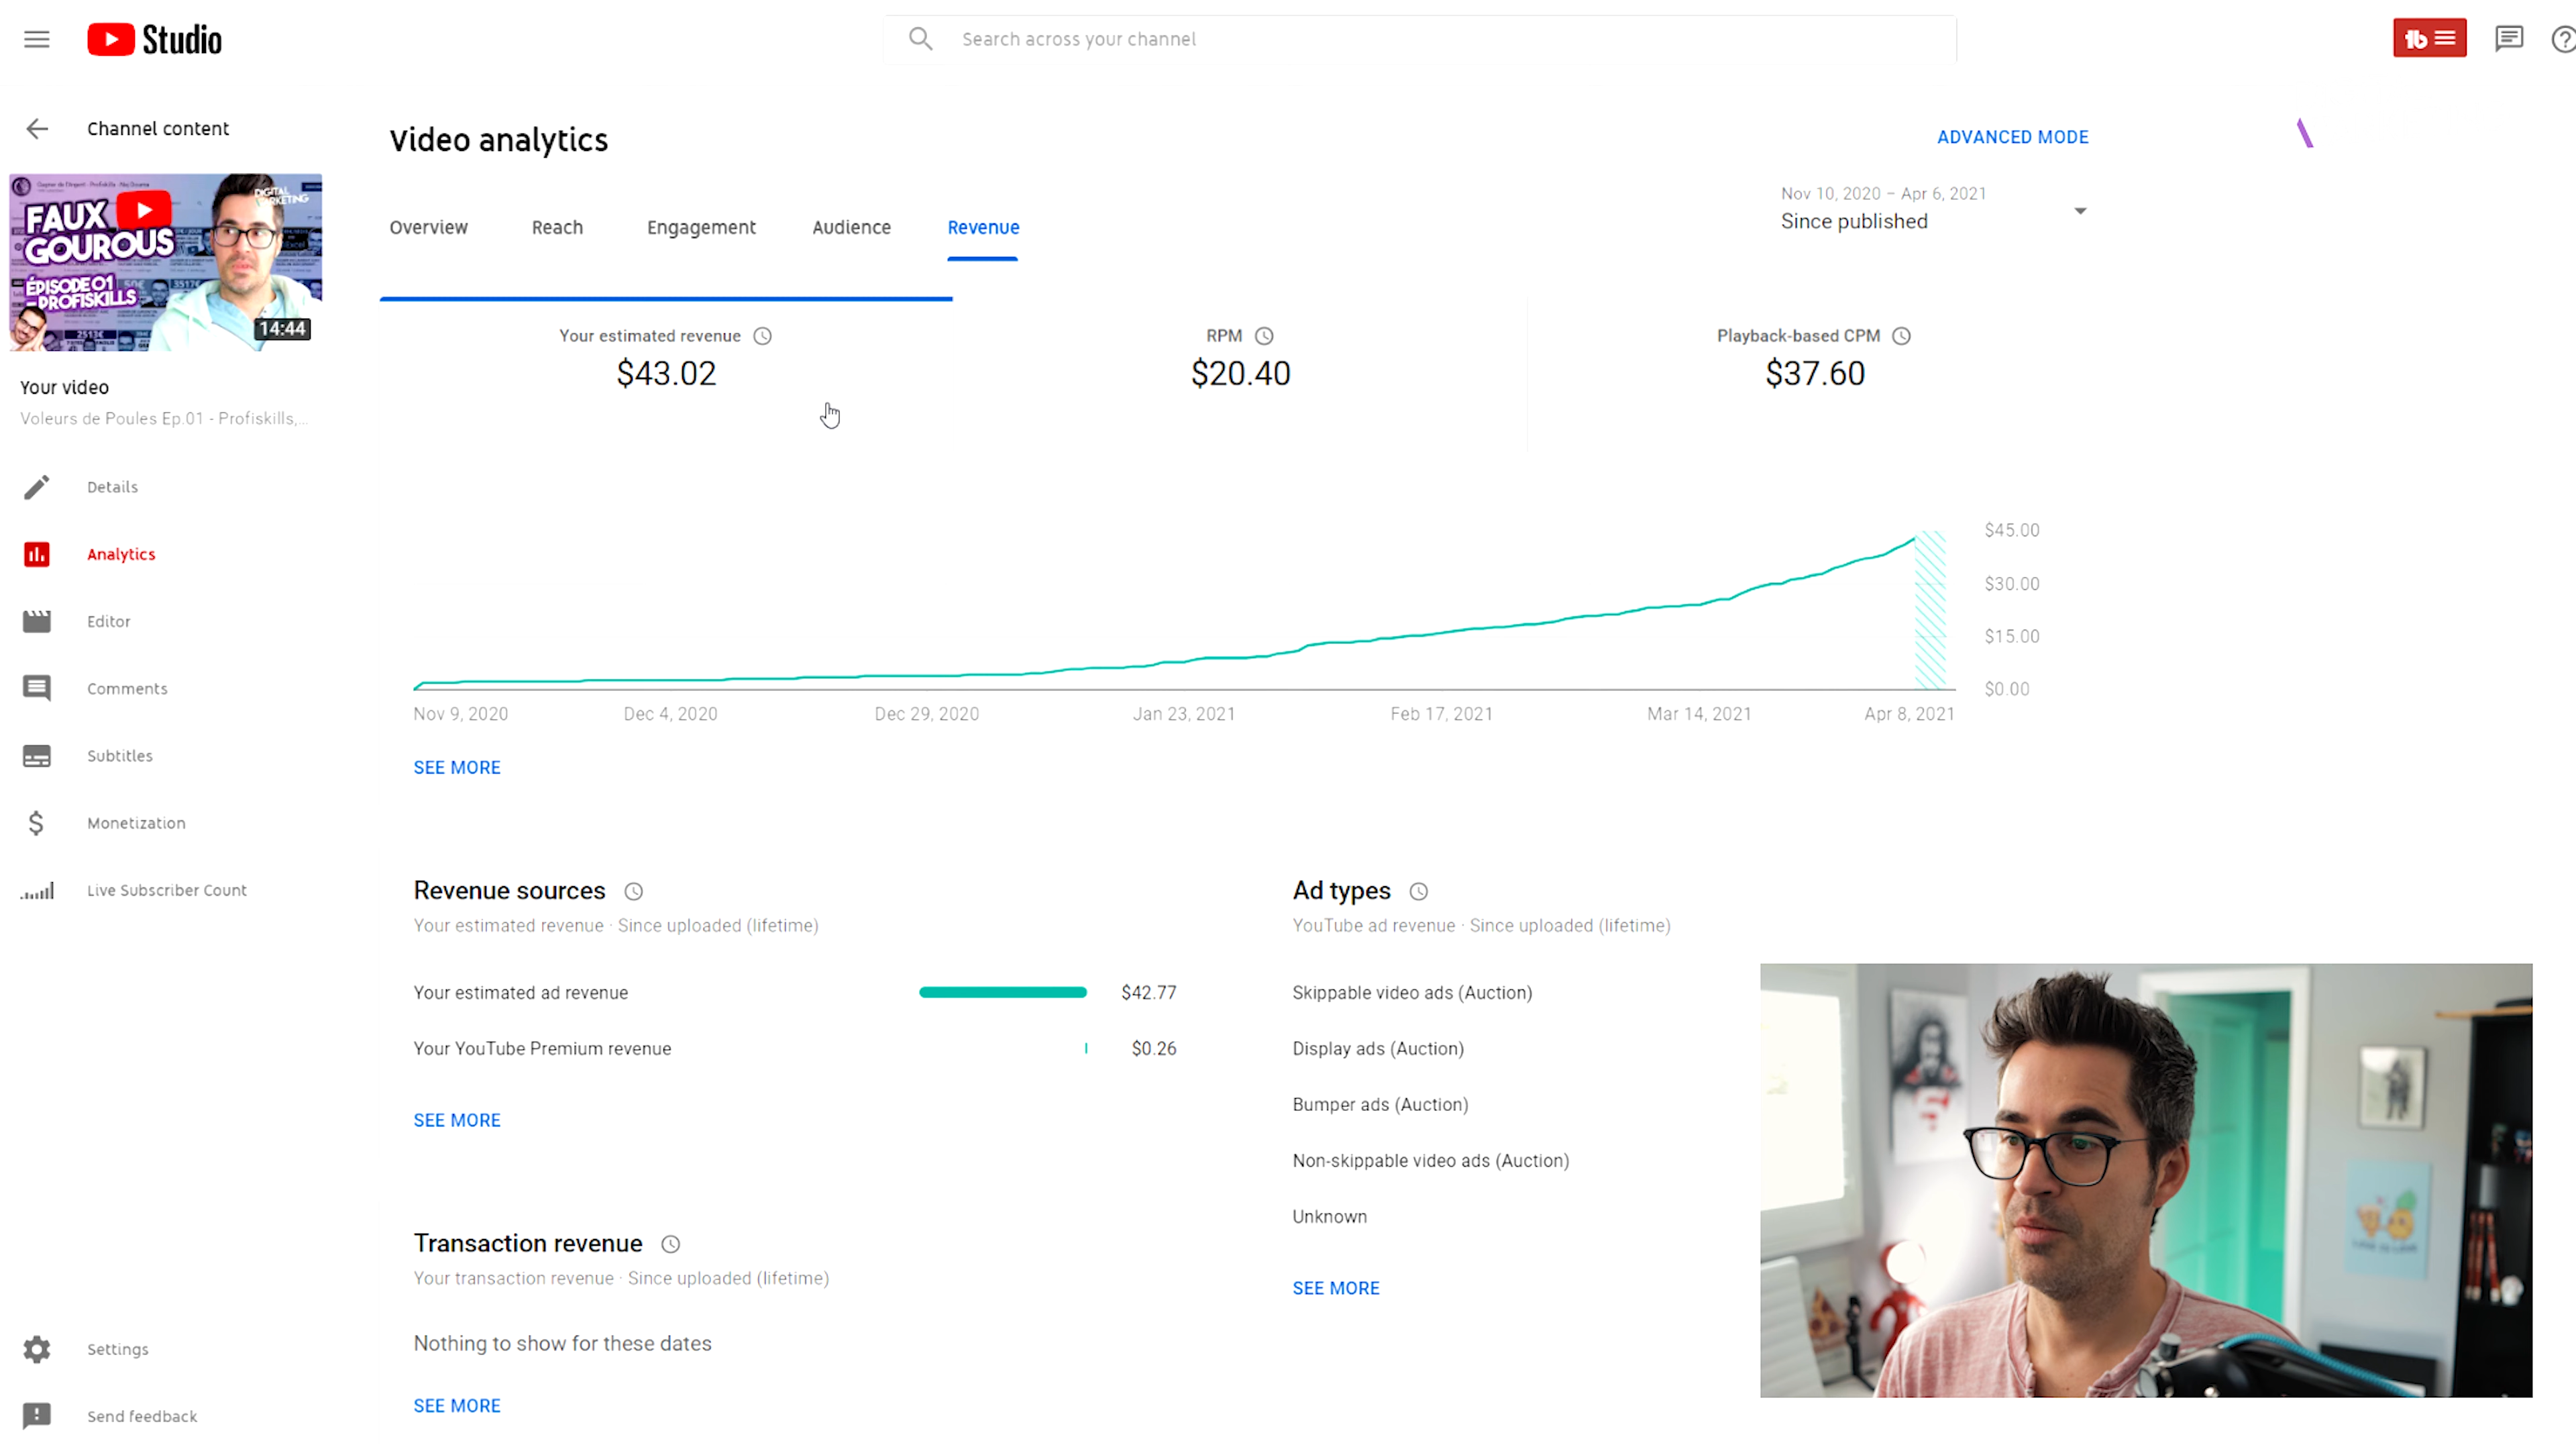 Studio
Search across your channel
Channel content
Video analytics
ADVANCED MODE
Nov 10, 2020 – Apr 6, 2021
Since published
Overview
Reach
Engagement
Audience
Revenue
DIGITAL
MARKETING
FAUX
GOUROUS
ÉPISODE 01
-PROFISKILLS
14:44
Your video
Voleurs de Poules Ep.01 - Profiskills,...
Details
Analytics
Editor
Comments
Subtitles
Monetization
Live Subscriber Count
Settings
Send feedback
Your estimated revenue
$43.02
RPM
$20.40
Playback-based CPM
$37.60
$45.00
$30.00
$15.00
$0.00
Nov 9, 2020
Dec 4, 2020
Dec 29, 2020
Jan 23, 2021
Feb 17, 2021
Mar 14, 2021
Apr 8, 2021
SEE MORE
Revenue sources
Your estimated revenue · Since uploaded (lifetime)
Your estimated ad revenue
$42.77
Your YouTube Premium revenue
$0.26
SEE MORE
Transaction revenue
Your transaction revenue · Since uploaded (lifetime)
Nothing to show for these dates
SEE MORE
Ad types
YouTube ad revenue · Since uploaded (lifetime)
Skippable video ads (Auction)
Display ads (Auction)
Bumper ads (Auction)
Non-skippable video ads (Auction)
Unknown
SEE MORE